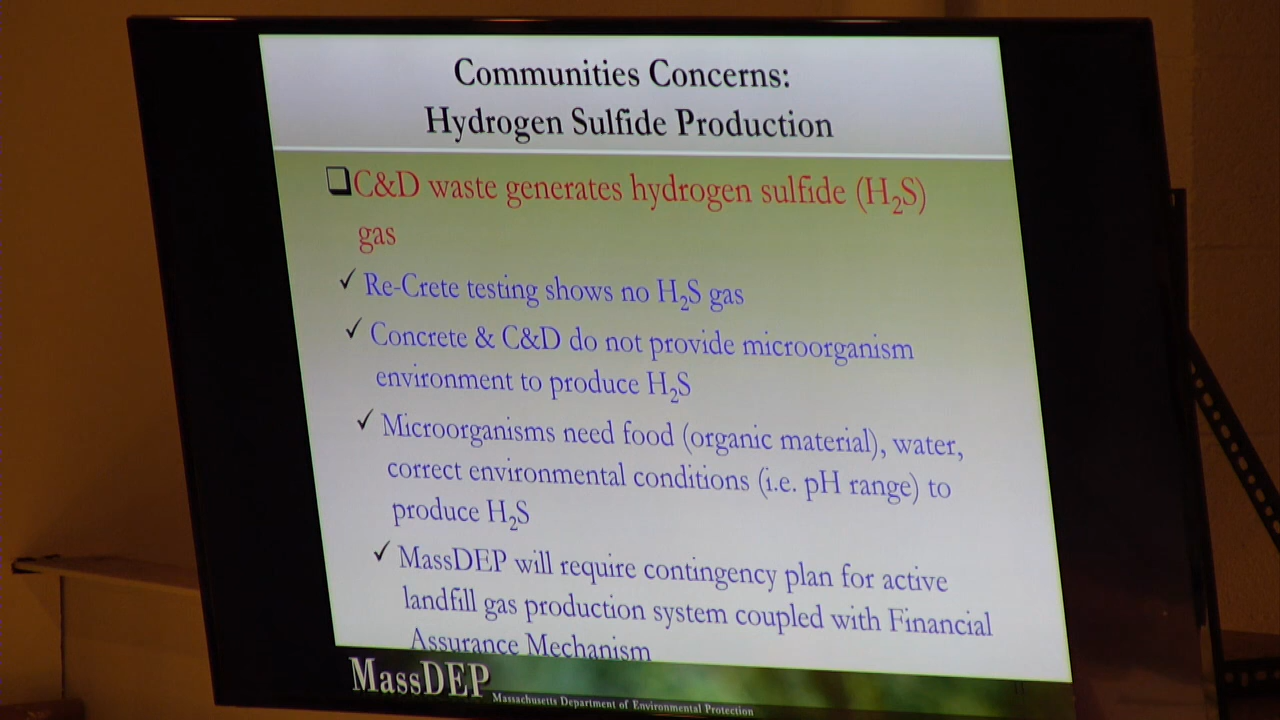 Communities Concerns:
Hydrogen Sulfide Production
C&D waste generates hydrogen sulfide (H₂S)
gas
✓ Re-Crete testing shows no H₂S gas
✓ Concrete & C&D do not provide microorganism
environment to produce H₂S
✓ Microorganisms need food (organic material), water,
correct environmental conditions (i.e. pH range) to
produce H₂S
✓ MassDEP will require contingency plan for active
landfill gas production system coupled with Financial
Assurance Mechanism
MassDEP Massachusetts Department of Environmental Protection